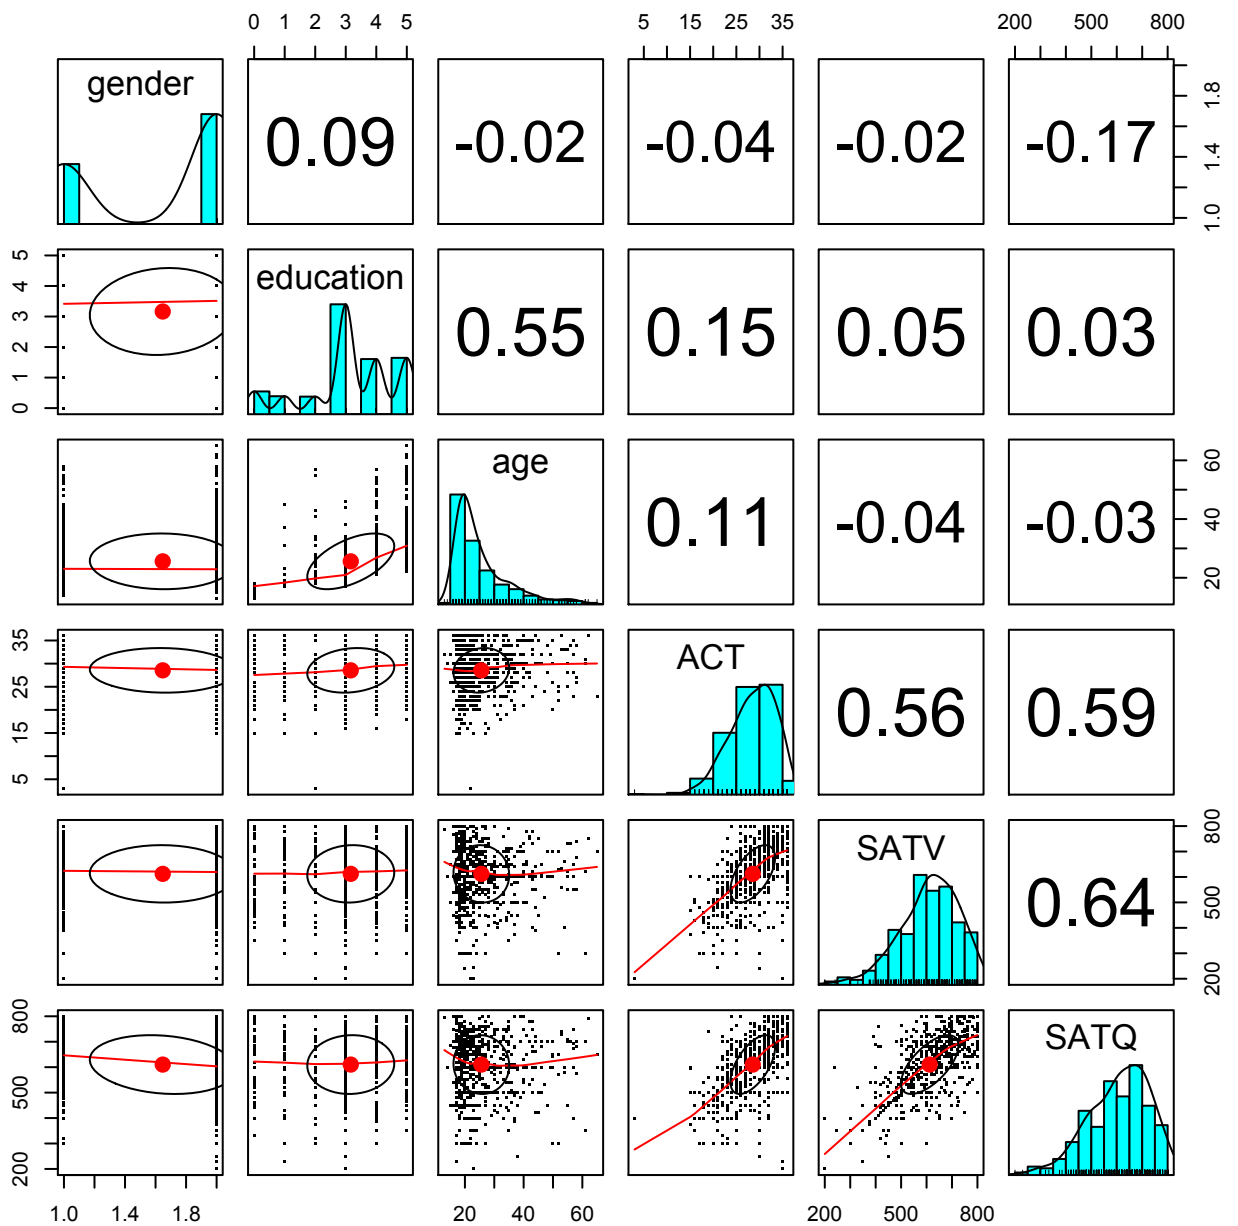 0 1 2 3 4 5 5 15 28 35 200 500 800
gender 0.09 -0.02 -0.04 -0.02 -0.17 1.0 1.4 1.8
0 1 2 3 4 5 education 0.55 0.15 0.05 0.03
age 0.11 -0.04 -0.03 20 40 60
5 15 25 35 ACT 0.56 0.59
SATV 0.64 200 500 800
200 500 800 SATQ
1.0 1.4 1.8 20 40 60 200 500 800